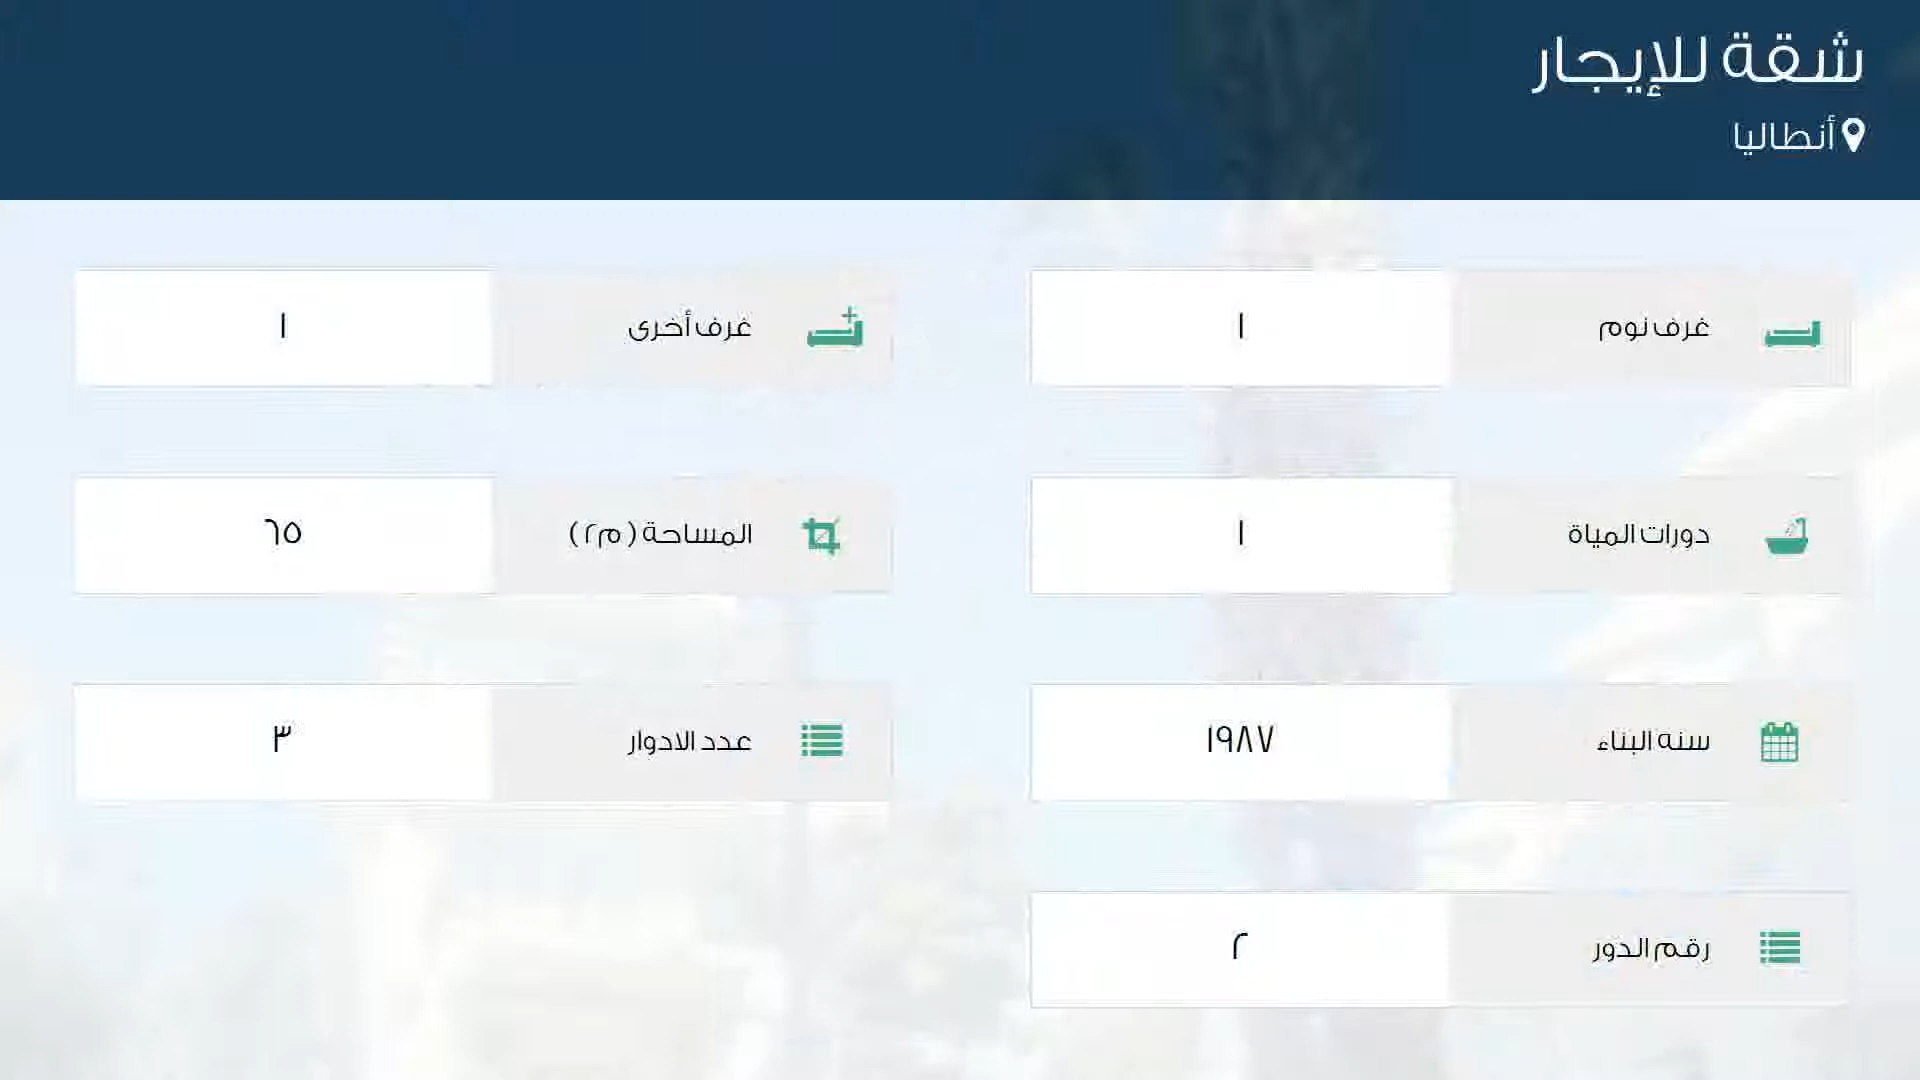 شقة للإيجار
أنطاليا
غرف نوم ١
غرف أخرى ١
دورات المياة ١
المساحة (م٢) ٦٥
سنه البناء ١٩٨٧
عدد الادوار ٣
رقم الدور ٢